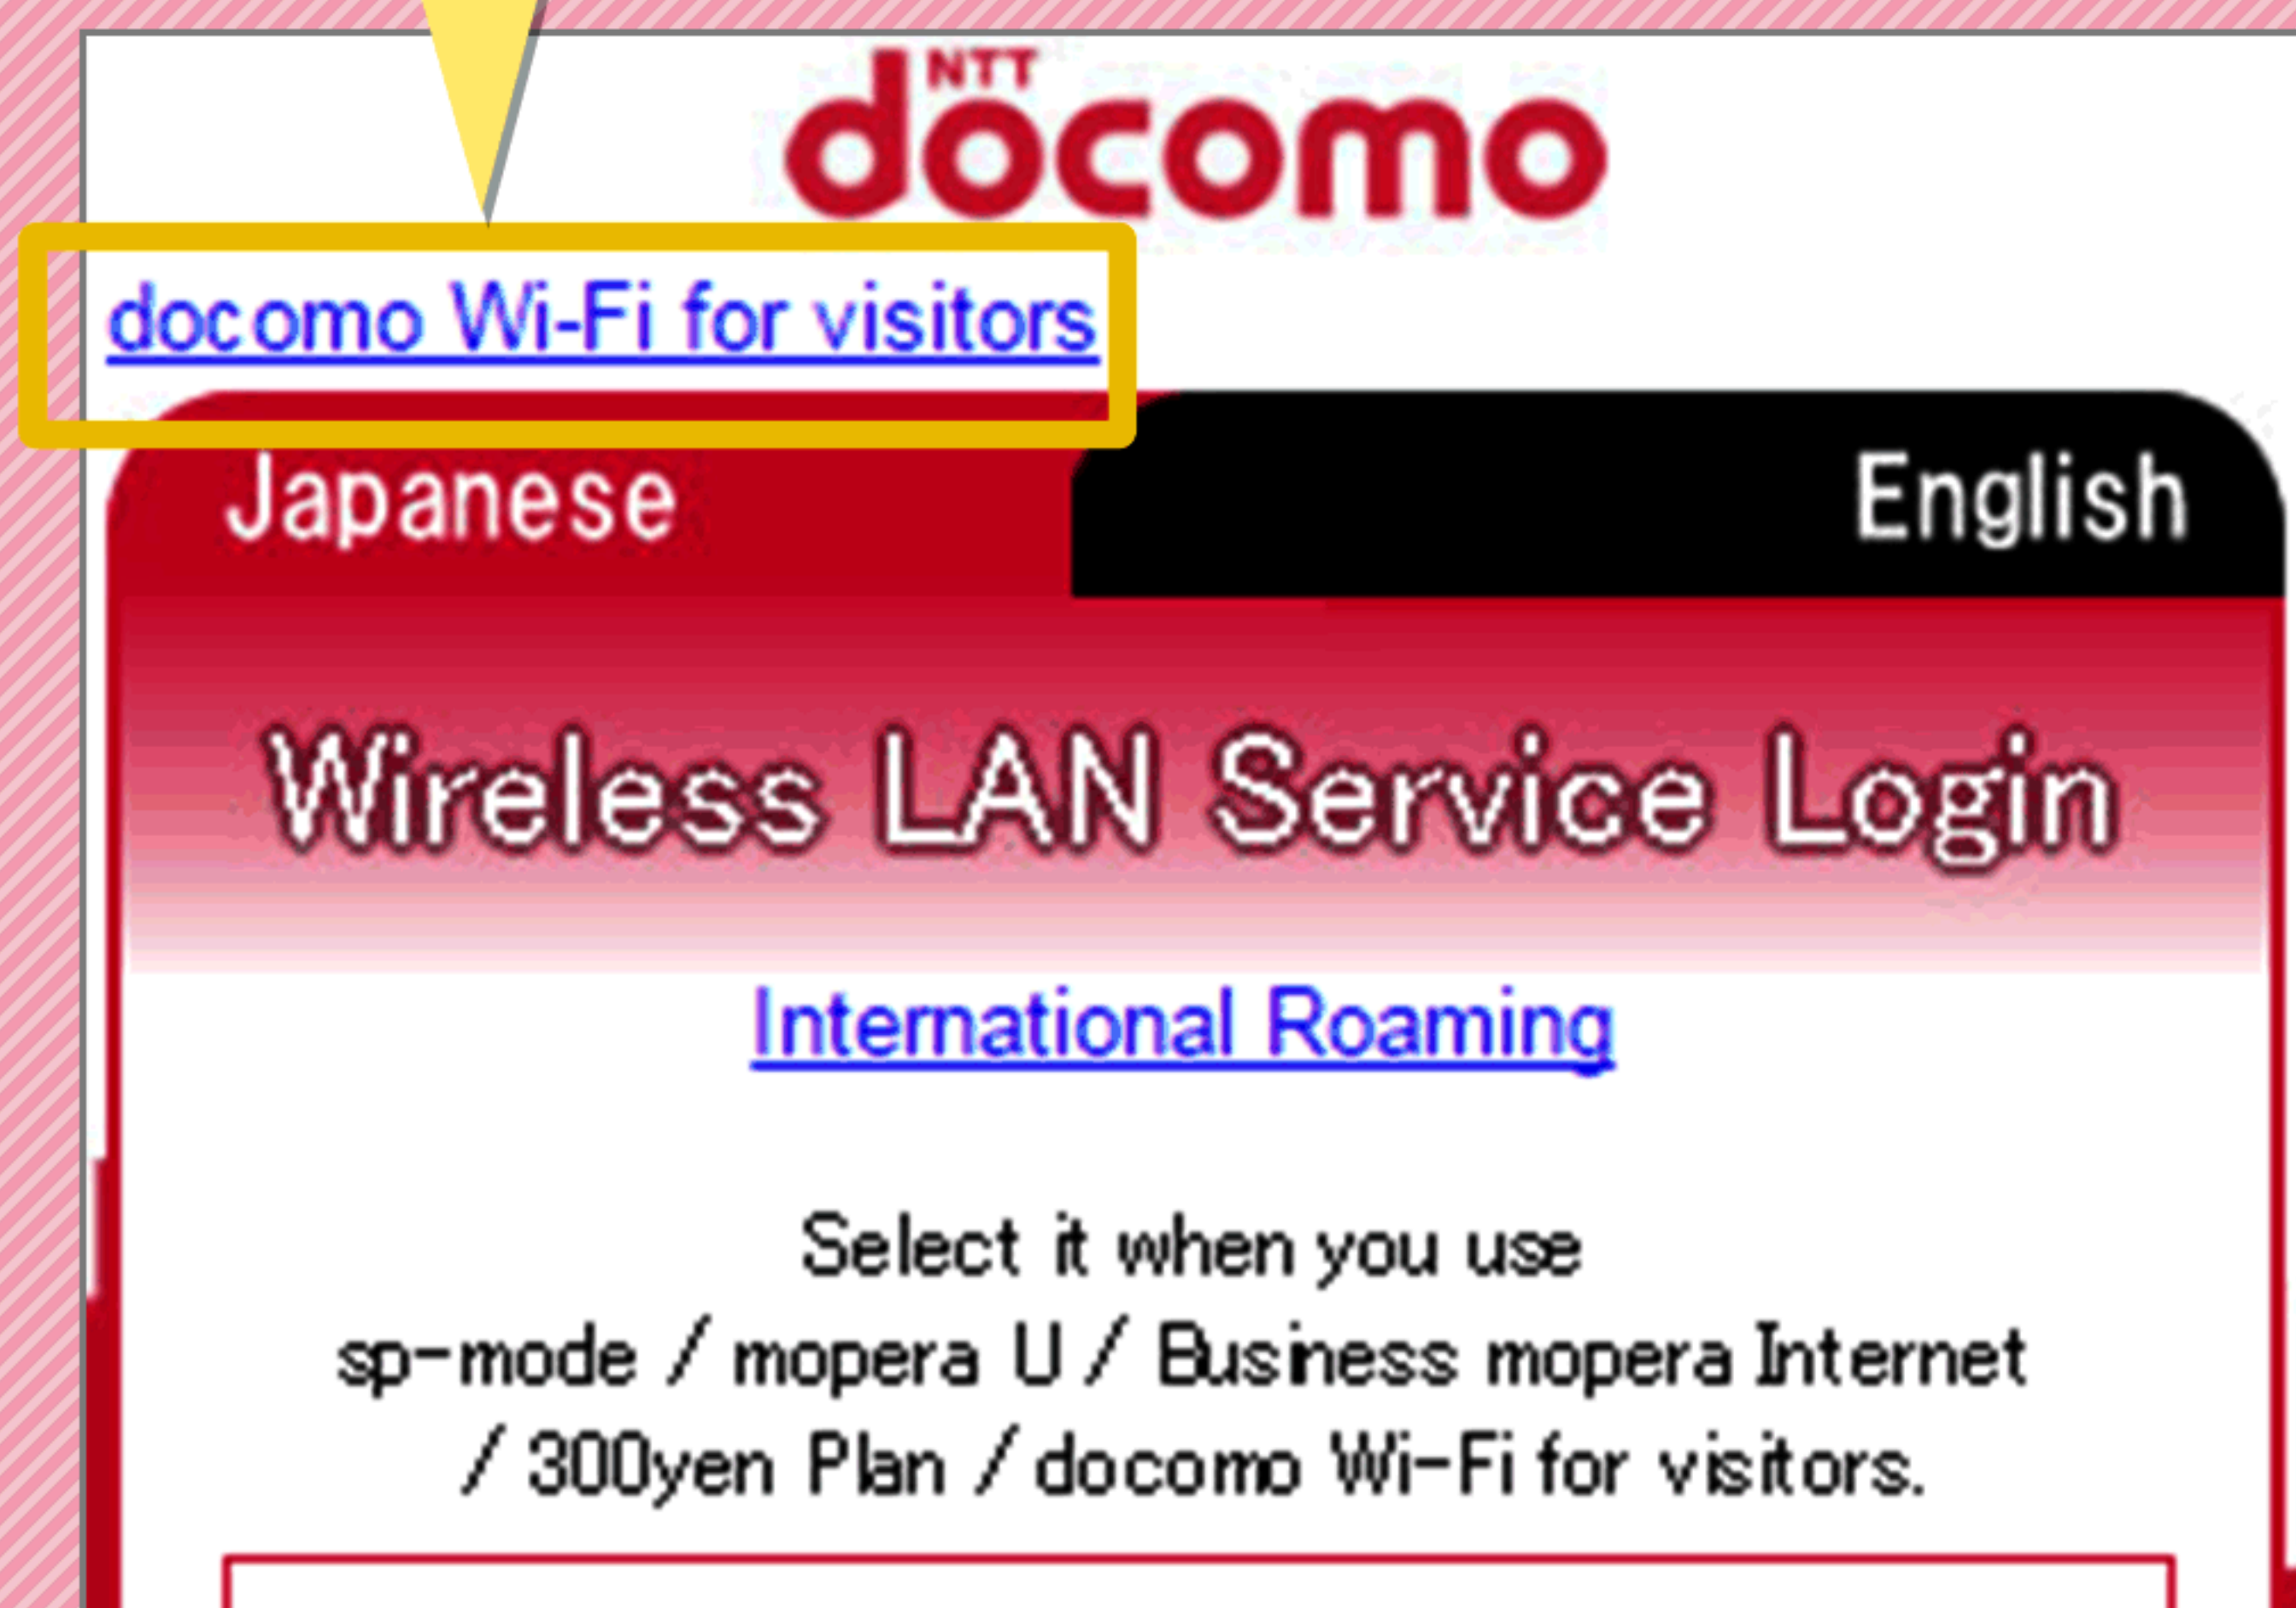 NTT
docomo
docomo Wi-Fi for visitors
Japanese
English
Wireless LAN Service Login
International Roaming
Select it when you use
sp-mode / mopera U / Business mopera Internet
/ 300yen Plan / docomo Wi-Fi for visitors.